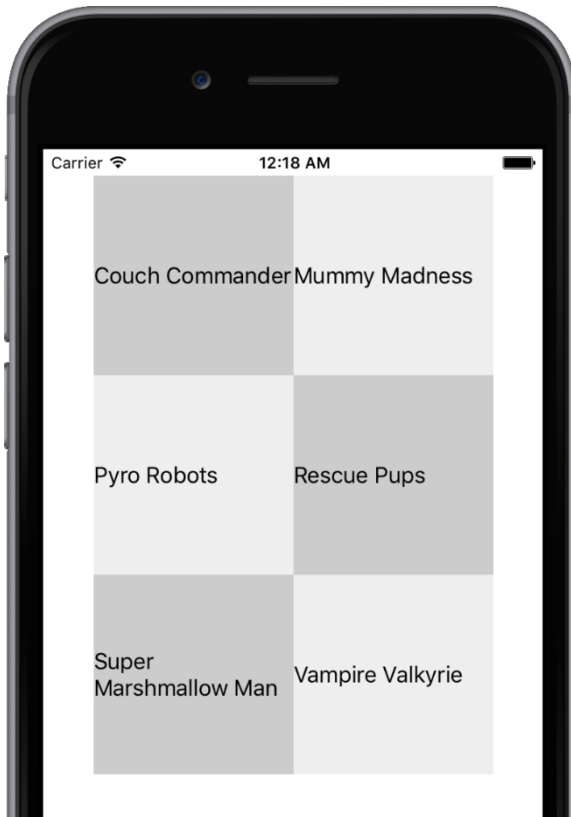 Carrier 12:18 AM
Couch Commander Mummy Madness
Pyro Robots Rescue Pups
Super
Marshmallow Man
Vampire Valkyrie